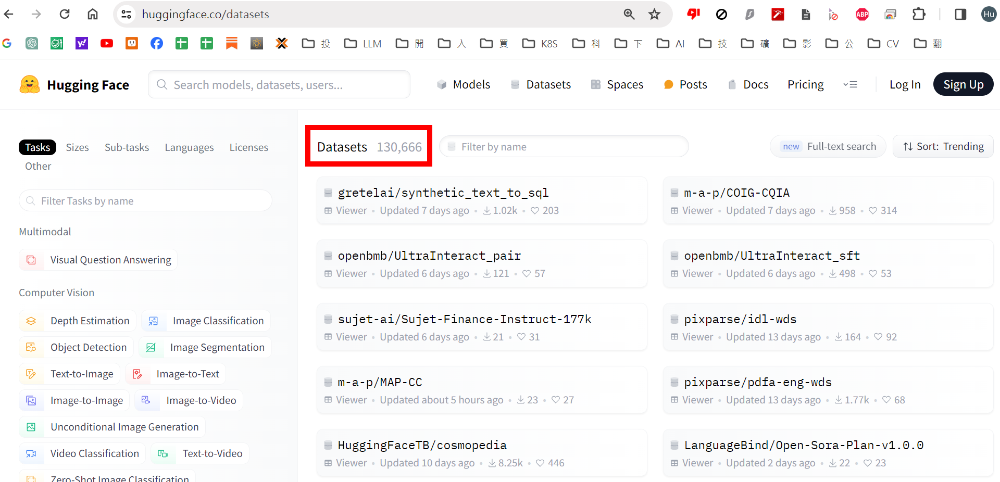 huggingface.co/datasets
ABP
Hu
投 LLM 開 入 買 K8S 科 下 AI 技 礦 影 公 CV 翻
Hugging Face
Search models, datasets, users...
Models Datasets Spaces Posts Docs Pricing Log In Sign Up
Tasks Sizes Sub-tasks Languages Licenses
Other
Filter Tasks by name
Multimodal
Visual Question Answering
Computer Vision
Depth Estimation Image Classification
Object Detection Image Segmentation
Text-to-Image Image-to-Text
Image-to-Image Image-to-Video
Unconditional Image Generation
Video Classification Text-to-Video
Zero-Shot Image Classification
Datasets 130,666 Filter by name new Full-text search Sort: Trending
gretelai/synthetic_text_to_sql
Viewer • Updated 7 days ago • 1.02k • 203
m-a-p/COIG-CQIA
Viewer • Updated 7 days ago • 958 • 314
openbmb/UltraInteract_pair
Viewer • Updated 6 days ago • 121 • 57
openbmb/UltraInteract_sft
Viewer • Updated 6 days ago • 498 • 53
sujet-ai/Sujet-Finance-Instruct-177k
Viewer • Updated 6 days ago • 21 • 31
pixparse/idl-wds
Viewer • Updated 13 days ago • 164 • 92
m-a-p/MAP-CC
Viewer • Updated about 5 hours ago • 23 • 27
pixparse/pdfa-eng-wds
Viewer • Updated 13 days ago • 1.77k • 68
HuggingFaceTB/cosmopedia
Viewer • Updated 10 days ago • 8.25k • 446
LanguageBind/Open-Sora-Plan-v1.0.0
Viewer • Updated 2 days ago • 22 • 23